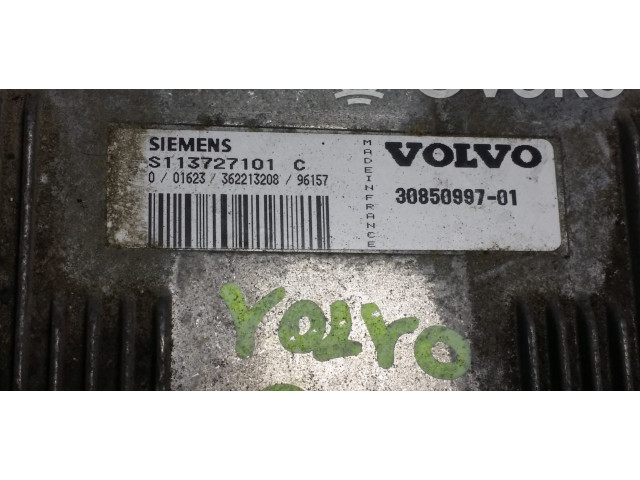 SIEMENS
S113727101 C
0 / 01623 / 362213208 / 96157
MADE IN FRANCE
VOLVO
30850997-01
VOLVO